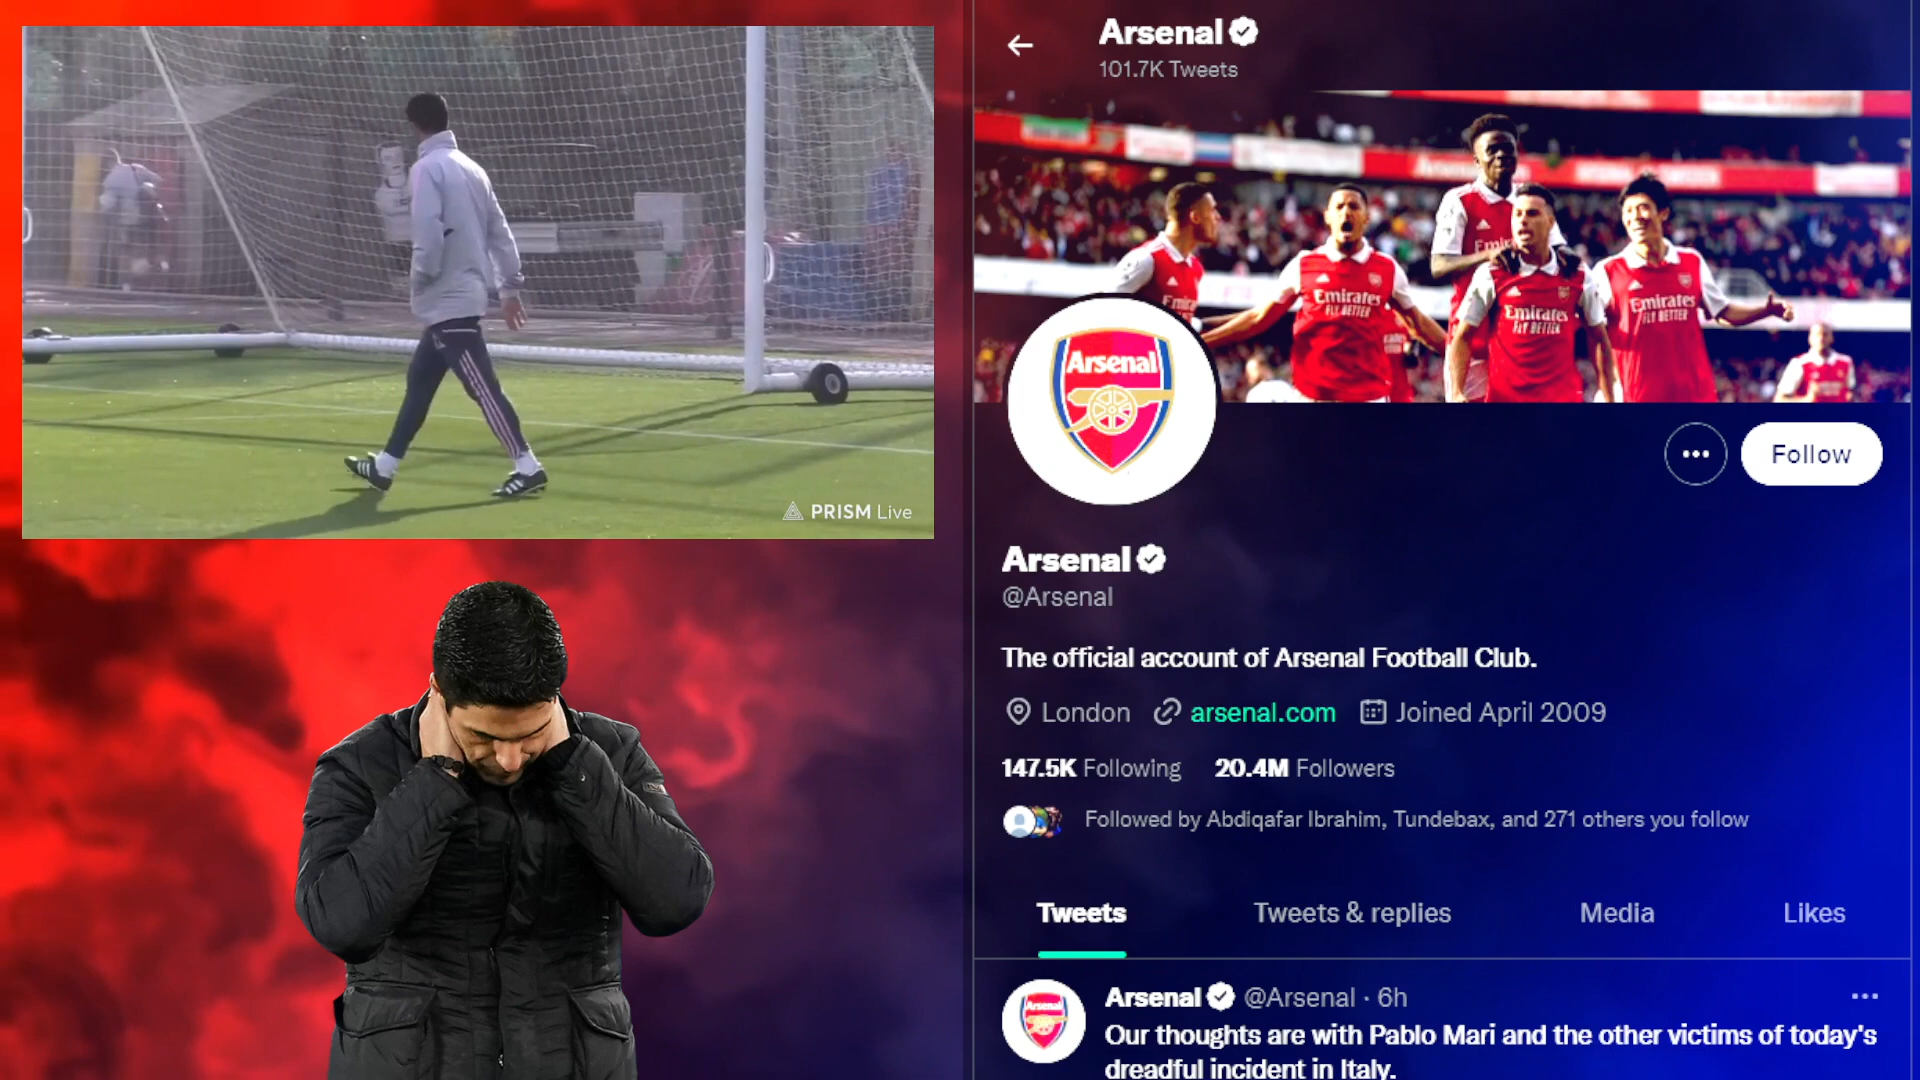 PRISM Live
Arsenal
101.7K Tweets
Emirates
FLY BETTER
Emirates
FLY BETTER
Emirates
FLY BETTER
Arsenal
Follow
Arsenal
@Arsenal
The official account of Arsenal Football Club.
London arsenal.com Joined April 2009
147.5K Following 20.4M Followers
Followed by Abdiqafar Ibrahim, Tundebax, and 271 others you follow
Tweets Tweets & replies Media Likes
Arsenal
Arsenal @Arsenal · 6h
Our thoughts are with Pablo Mari and the other victims of today's
dreadful incident in Italy.